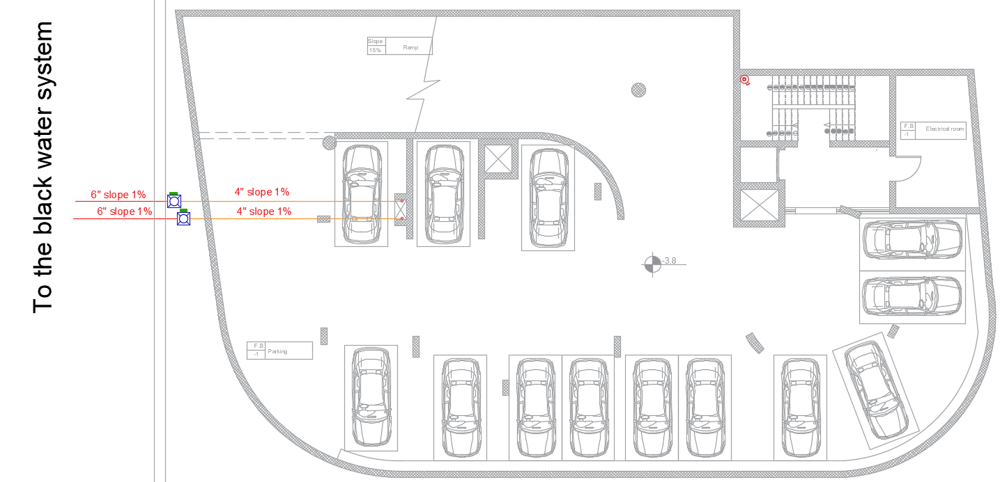 To the black water system
Slope
15%
Ramp
F.B
-1
Electrical room
6" slope 1%
4" slope 1%
6" slope 1%
4" slope 1%
-3.8
F.B
-1
Parking